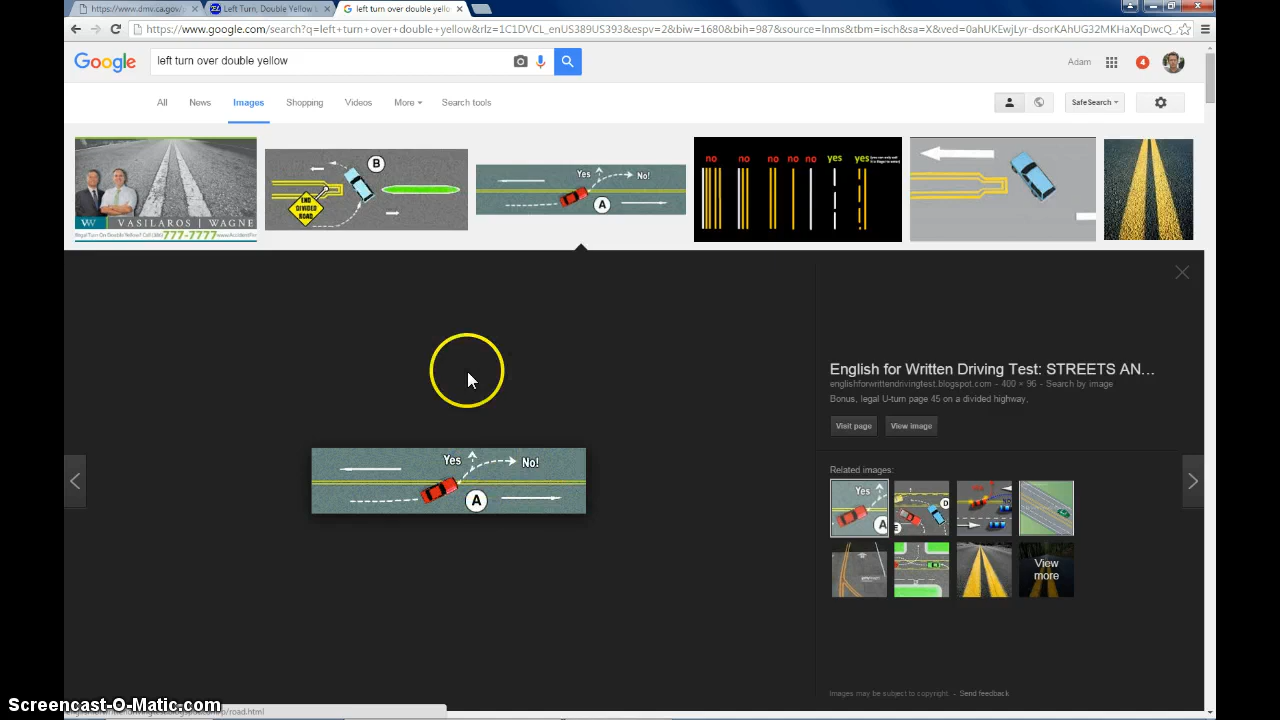 https://www.dmv.ca.gov/p
Left Turn, Double Yellow L
left turn over double yello
https://www.google.com/search?q=left+turn+over+double+yellow&rlz=1C1DVCL_enUS389US393&espv=2&biw=1680&bih=987&source=lnms&tbm=isch&sa=X&ved=0ahUKEwjLyr-dsorKAhUG32MKHaXqDwcQ_
Google
left turn over double yellow
Adam
4
All
News
Images
Shopping
Videos
More
Search tools
SafeSearch
VASILAROS | WAGNER
777-7777
B
END
DIVIDED
ROAD
Yes
No!
A
no
no
no
no
no
yes
yes
English for Written Driving Test: STREETS AN...
englishforwrittendrivingtest.blogspot.com - 400 × 96 - Search by image
Bonus, legal U-turn page 45 on a divided highway,
Visit page
View image
Yes
No!
A
Related images:
Yes
A
D
E
View
more
Images may be subject to copyright. - Send feedback
Screencast-O-Matic.com